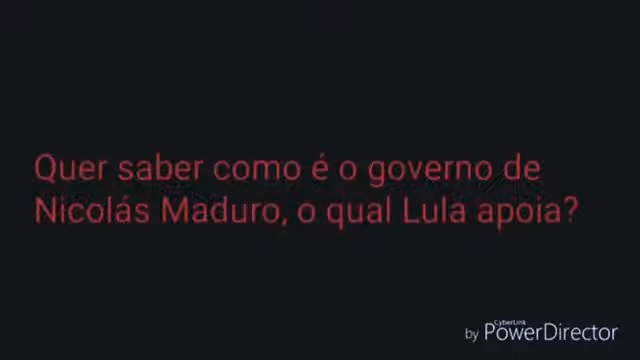 Quer saber como é o governo de
Nicolás Maduro, o qual Lula apoia?
by CyberLink PowerDirector